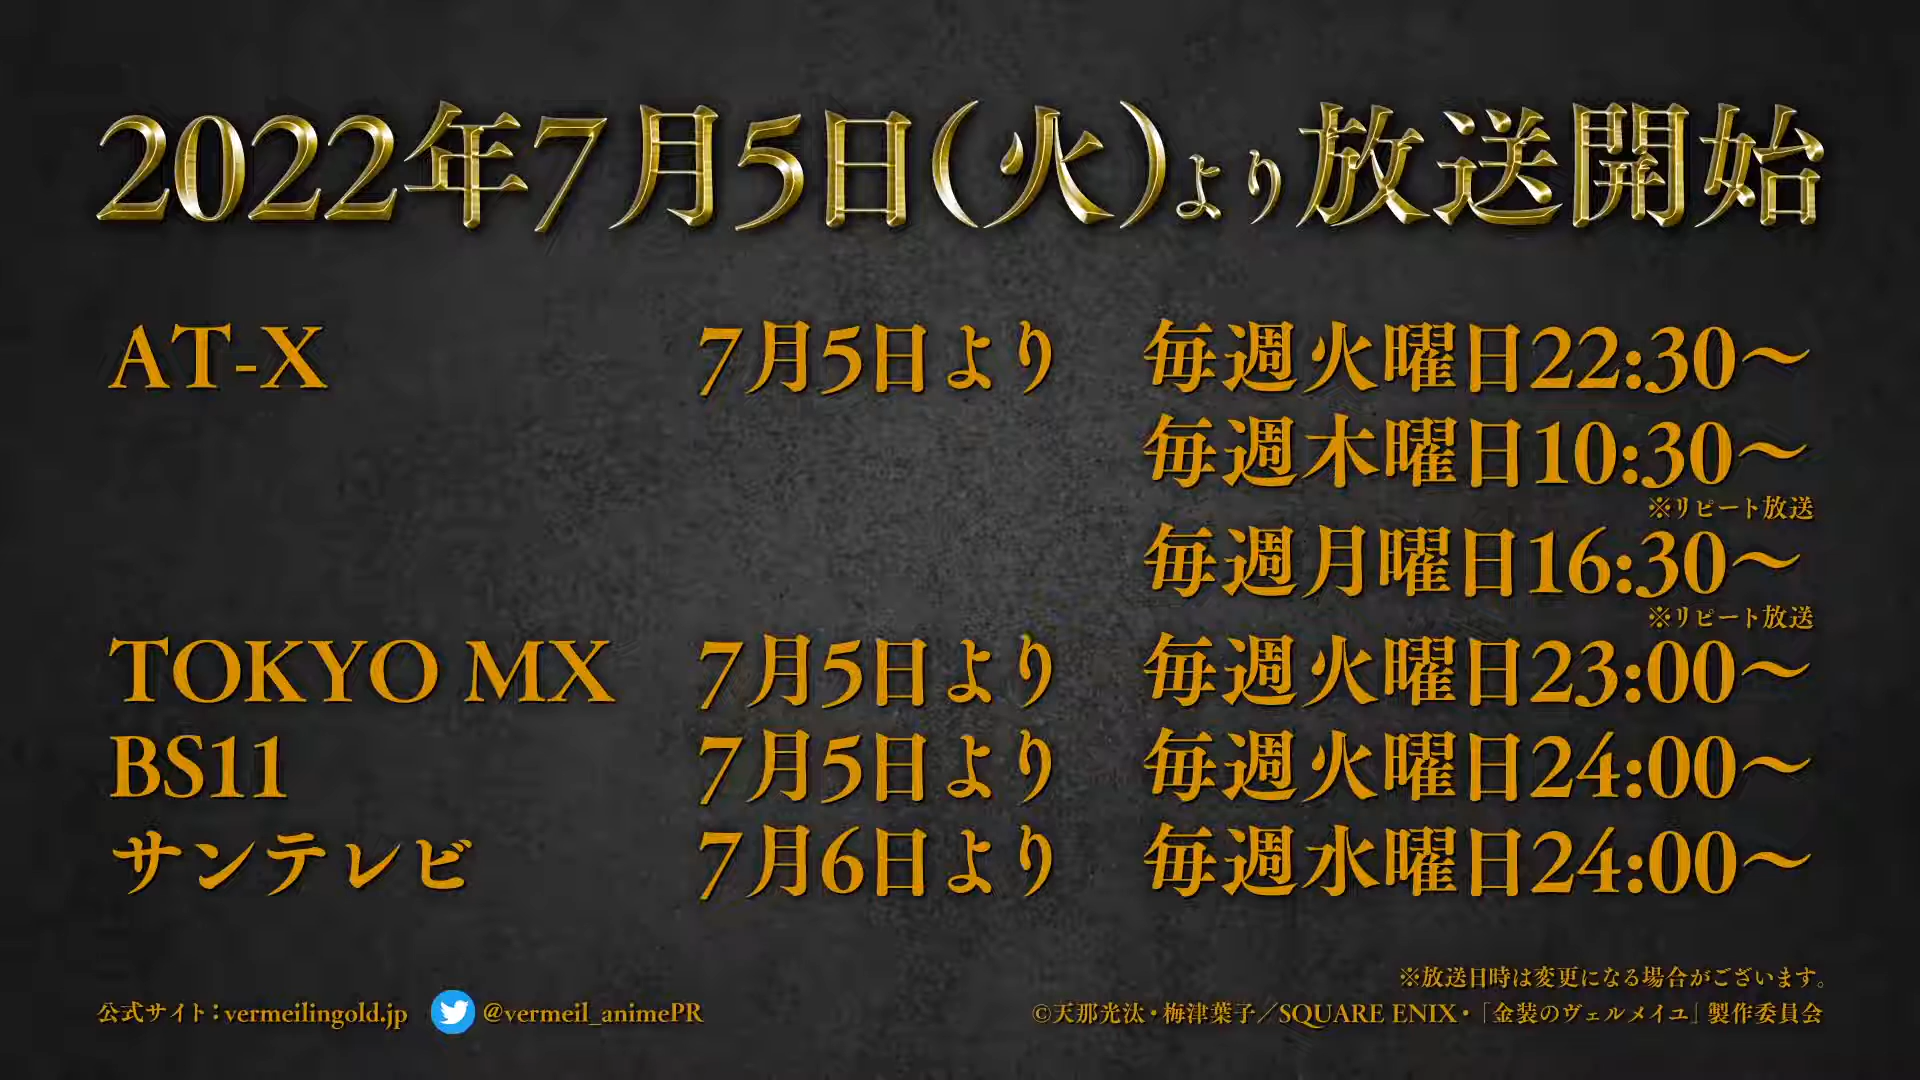 2022年7月5日(火)より放送開始
AT-X 7月5日より 毎週火曜日22:30～
毎週木曜日10:30～
※リピート放送
毎週月曜日16:30～
※リピート放送
TOKYO MX 7月5日より 毎週火曜日23:00～
BS11 7月5日より 毎週火曜日24:00～
サンテレビ 7月6日より 毎週水曜日24:00～
※放送日時は変更になる場合がございます。
公式サイト：vermeilingold.jp @vermeil_animePR ©天那光汰・梅津葉子／SQUARE ENIX・「金装のヴェルメイユ」製作委員会